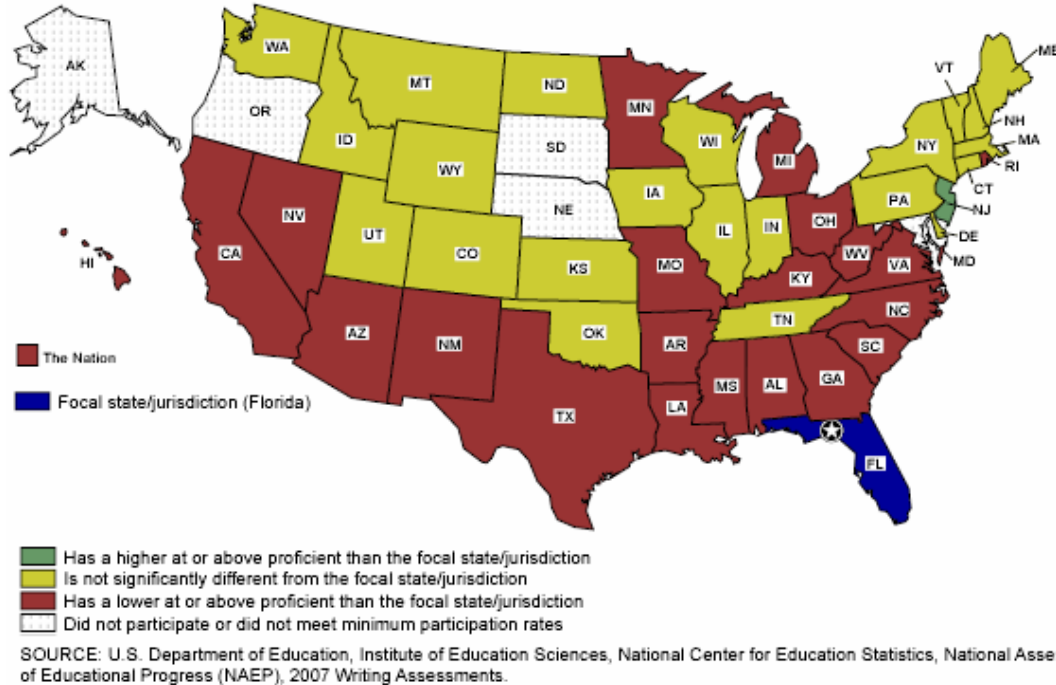 AK
WA
MT
ND
MN
VT
ME
OR
ID
WY
SD
WI
MI
NY
NH
MA
RI
CT
NE
IA
PA
NJ
NV
UT
CO
IL
IN
OH
DE
MD
HI
CA
KS
MO
WV
VA
KY
The Nation
AZ
NM
OK
AR
TN
NC
SC
Focal state/jurisdiction (Florida)
TX
LA
MS
AL
GA
FL
Has a higher at or above proficient than the focal state/jurisdiction
Is not significantly different from the focal state/jurisdiction
Has a lower at or above proficient than the focal state/jurisdiction
Did not participate or did not meet minimum participation rates
SOURCE: U.S. Department of Education, Institute of Education Sciences, National Center for Education Statistics, National Asse
of Educational Progress (NAEP), 2007 Writing Assessments.